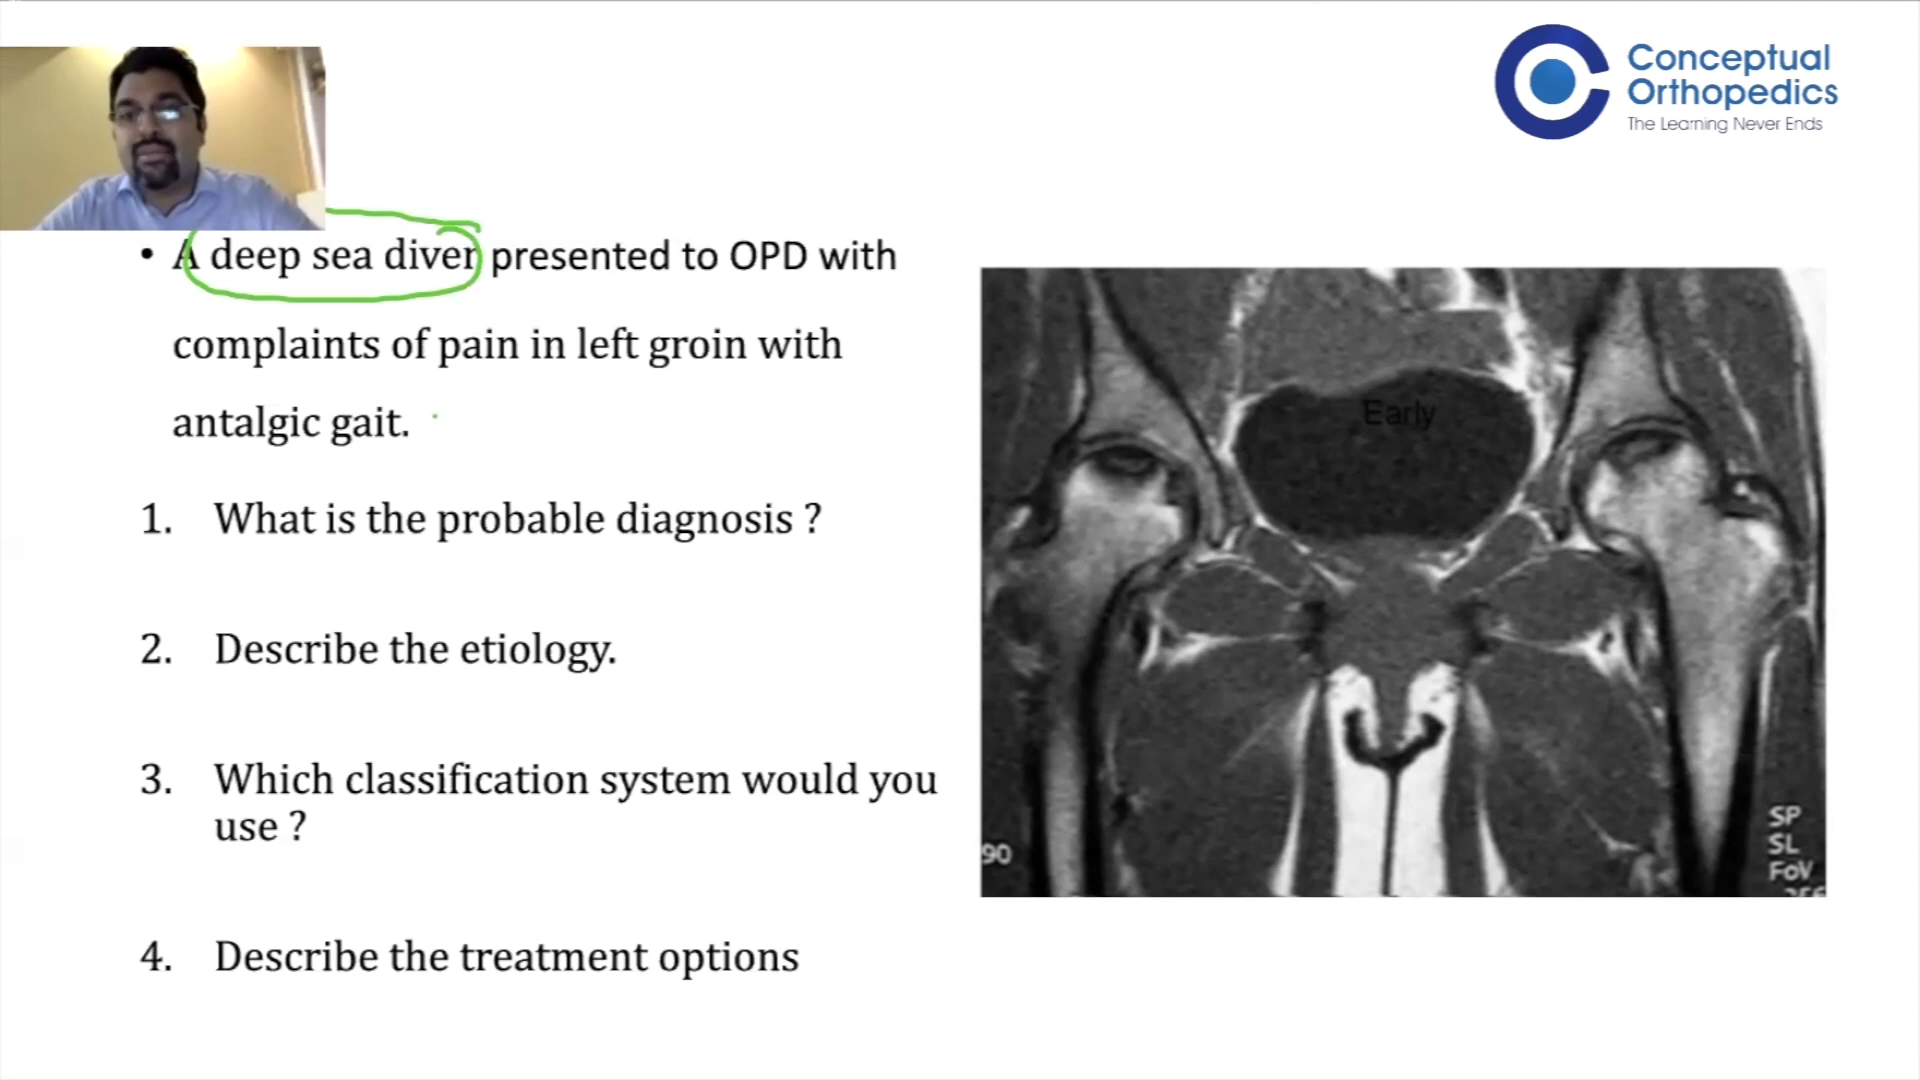 Conceptual
Orthopedics
The Learning Never Ends
• A deep sea diver presented to OPD with
complaints of pain in left groin with
antalgic gait.
1. What is the probable diagnosis ?
2. Describe the etiology.
3. Which classification system would you
use ?
4. Describe the treatment options
Early
90
SP
SL
FoV